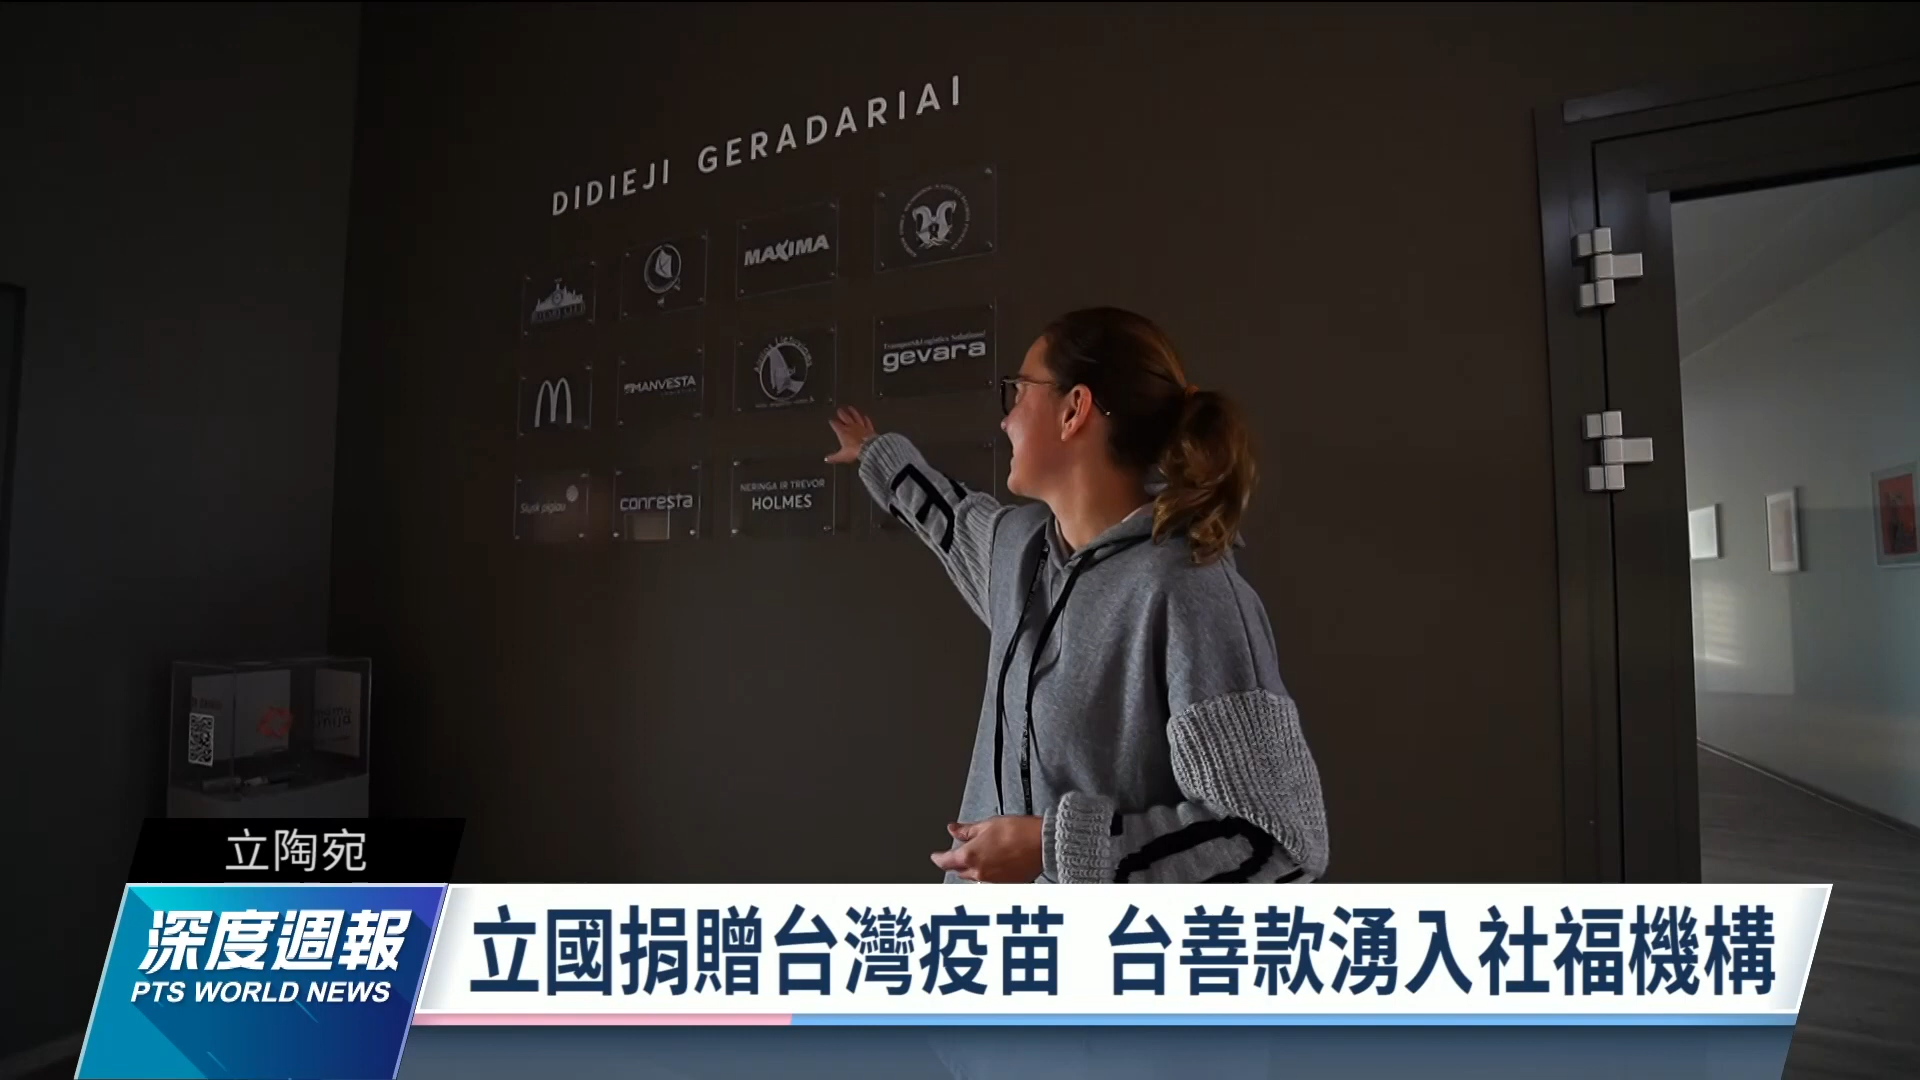 DIDIEJI GERADARIAI
MAXIMA
MANVESTA
gevara
conresta
NERINGA IR TREVOR
HOLMES
立陶宛
深度週報
PTS WORLD NEWS
立國捐贈台灣疫苗 台善款湧入社福機構